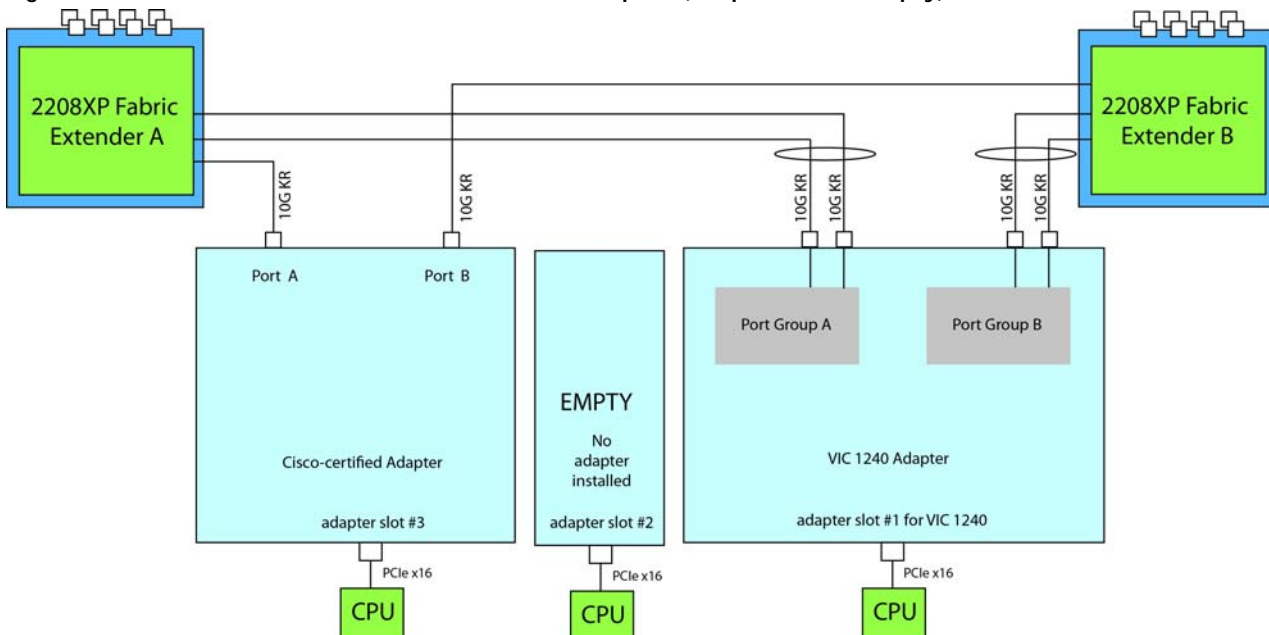 2208XP Fabric
Extender A
2208XP Fabric
Extender B
10G KR
10G KR
10G KR
10G KR
10G KR
10G KR
Port A
Port B
Port Group A
Port Group B
EMPTY
No
adapter
installed
Cisco-certified Adapter
VIC 1240 Adapter
adapter slot #3
adapter slot #2
adapter slot #1 for VIC 1240
PCIe x16
PCIe x16
PCIe x16
CPU
CPU
CPU